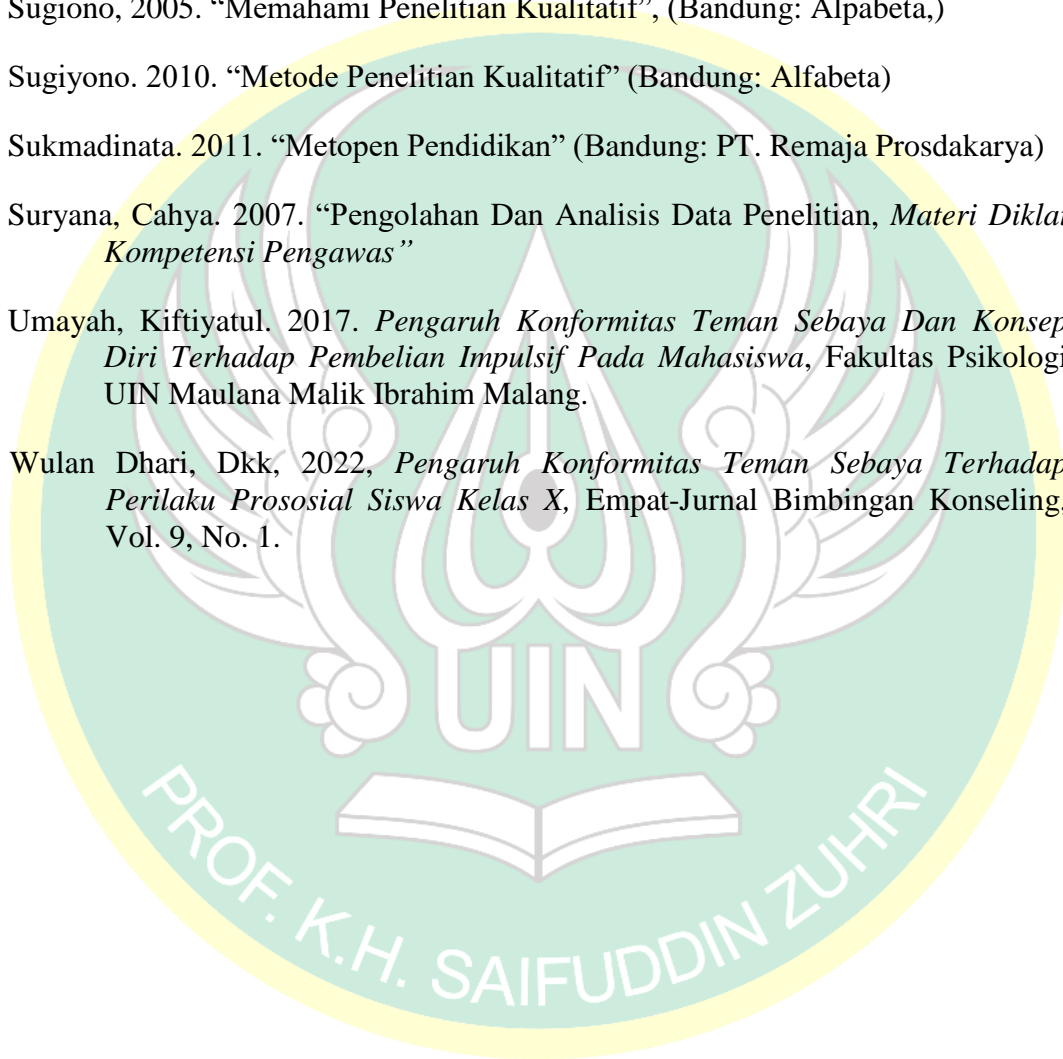 Sugiono, 2005. “Memahami Penelitian Kualitatif”, (Bandung: Alpabeta,)
Sugiyono. 2010. “Metode Penelitian Kualitatif” (Bandung: Alfabeta)
Sukmadinata. 2011. “Metopen Pendidikan” (Bandung: PT. Remaja Prosdakarya)
Suryana, Cahya. 2007. “Pengolahan Dan Analisis Data Penelitian, Materi Diklat
Kompetensi Pengawas”
Umayah, Kiftiyatul. 2017. Pengaruh Konformitas Teman Sebaya Dan Konsep
Diri Terhadap Pembelian Impulsif Pada Mahasiswa, Fakultas Psikologi
UIN Maulana Malik Ibrahim Malang.
Wulan Dhari, Dkk, 2022, Pengaruh Konformitas Teman Sebaya Terhadap
Perilaku Prososial Siswa Kelas X, Empat-Jurnal Bimbingan Konseling,
Vol. 9, No. 1.
UIN
PROF. K.H. SAIFUDDIN ZUHRI